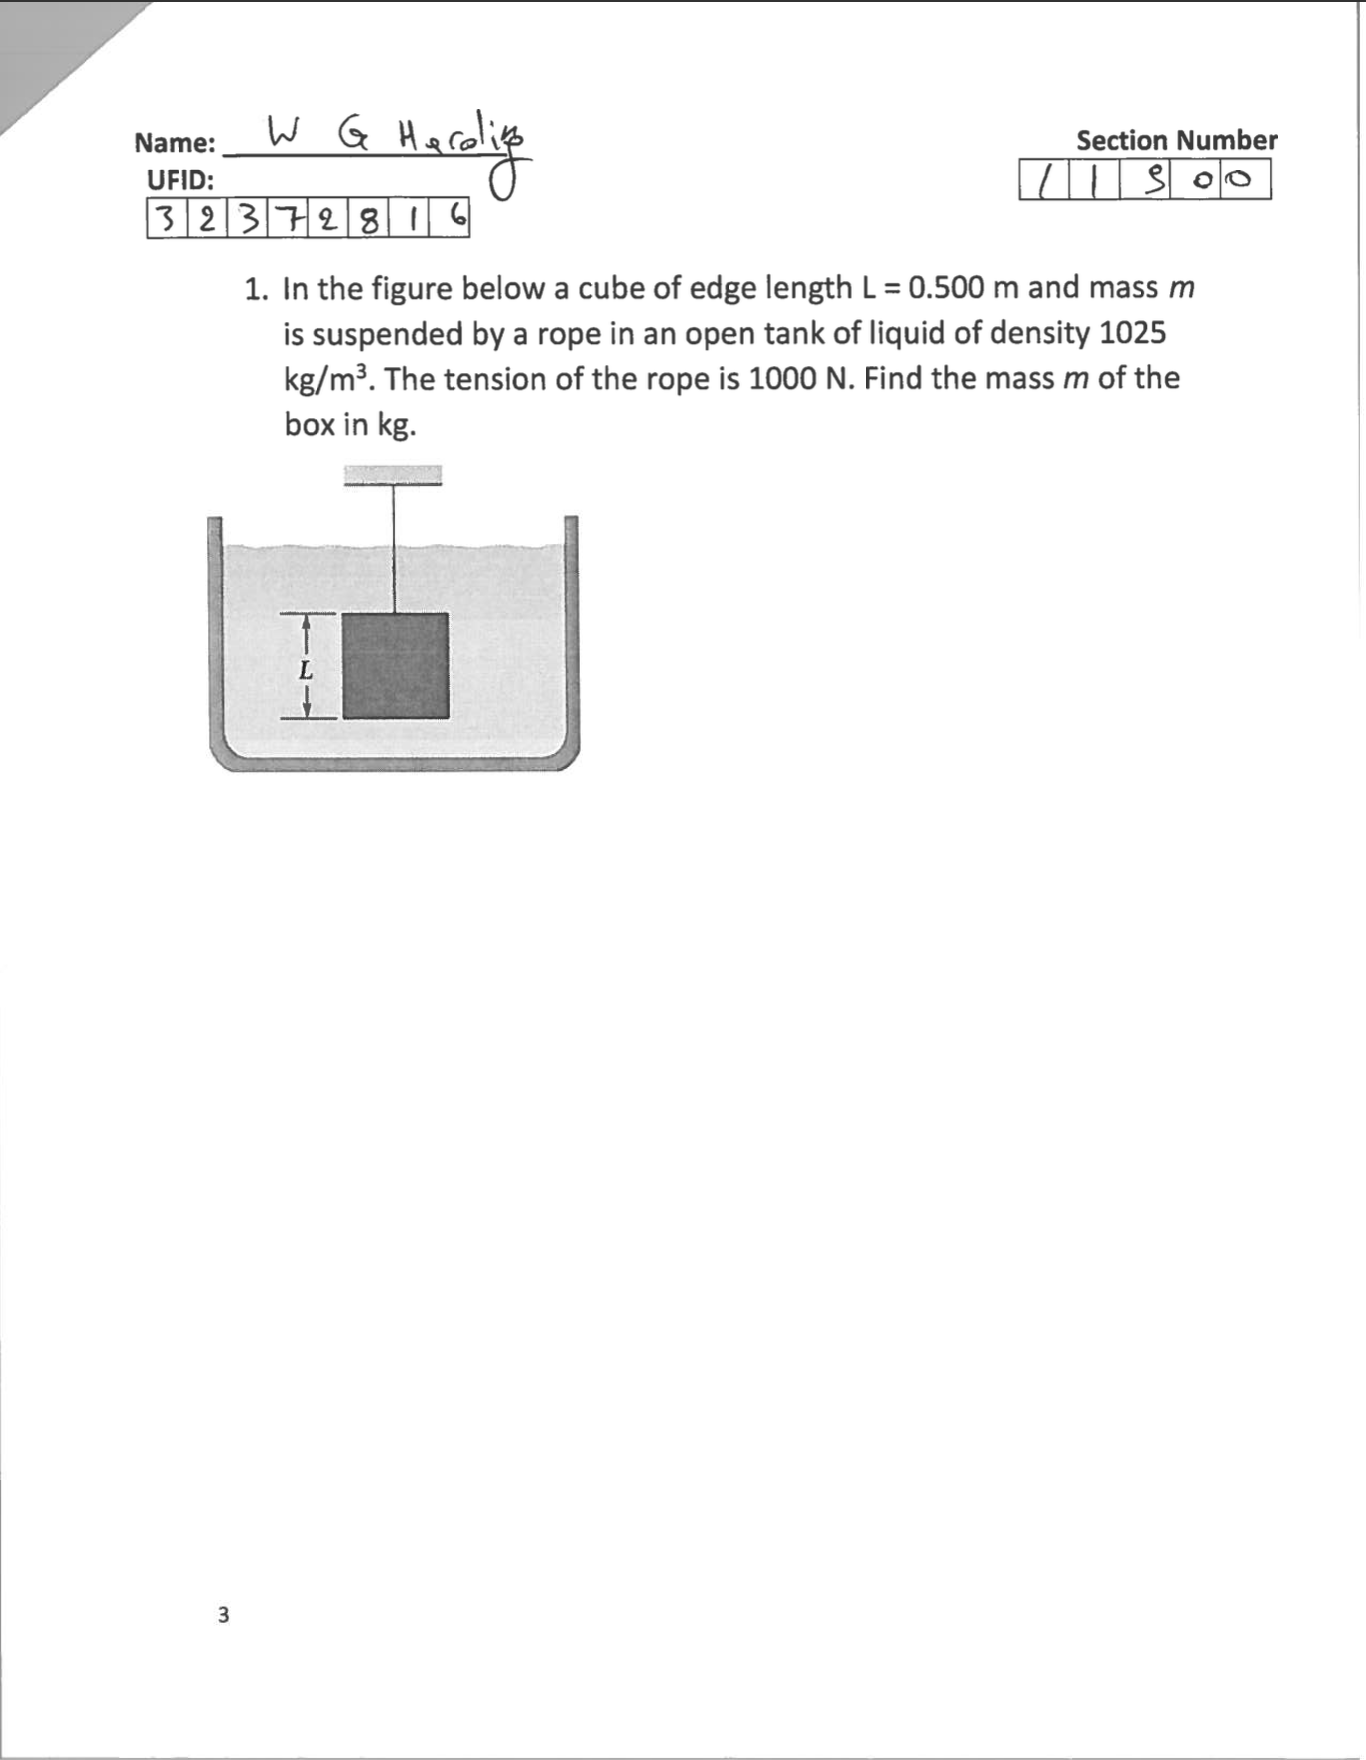 Name: W G Harding
Section Number
UFID:
1 1 9 0 0
3 2 3 7 2 8 1 6
1. In the figure below a cube of edge length L = 0.500 m and mass m
is suspended by a rope in an open tank of liquid of density 1025
kg/m³. The tension of the rope is 1000 N. Find the mass m of the
box in kg.
L
3